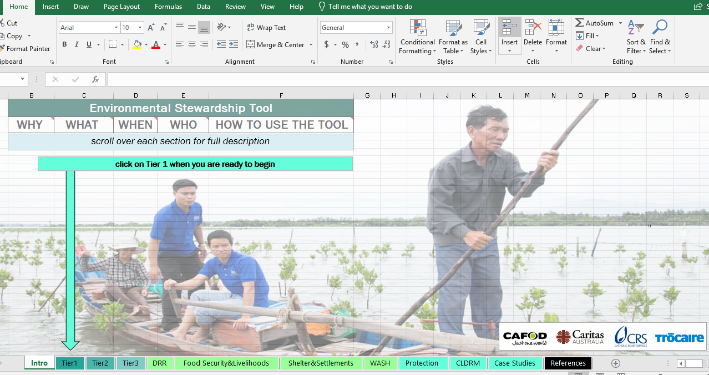 Home Insert Draw Page Layout Formulas Data Review View Help Tell me what you want to do
Cut
Copy
Format Painter
Arial 10
B I U
Wrap Text
Merge & Center
General
$ %
Conditional Formatting
Format as Table
Cell Styles
Insert Delete Format
AutoSum
Fill
Clear
Sort & Filter
Find & Select
Font Alignment Number Styles Cells Editing
fx
B C D E F G H I J K L M N O P Q R S
Environmental Stewardship Tool
WHY WHAT WHEN WHO HOW TO USE THE TOOL
scroll over each section for full description
click on Tier 1 when you are ready to begin
CAFOD
Just one world
Caritas
AUSTRALIA
CRS
Trócaire
Intro Tier1 Tier2 Tier3 DRR Food Security&Livelihoods Shelter&Settlements WASH Protection CLDRM Case Studies References